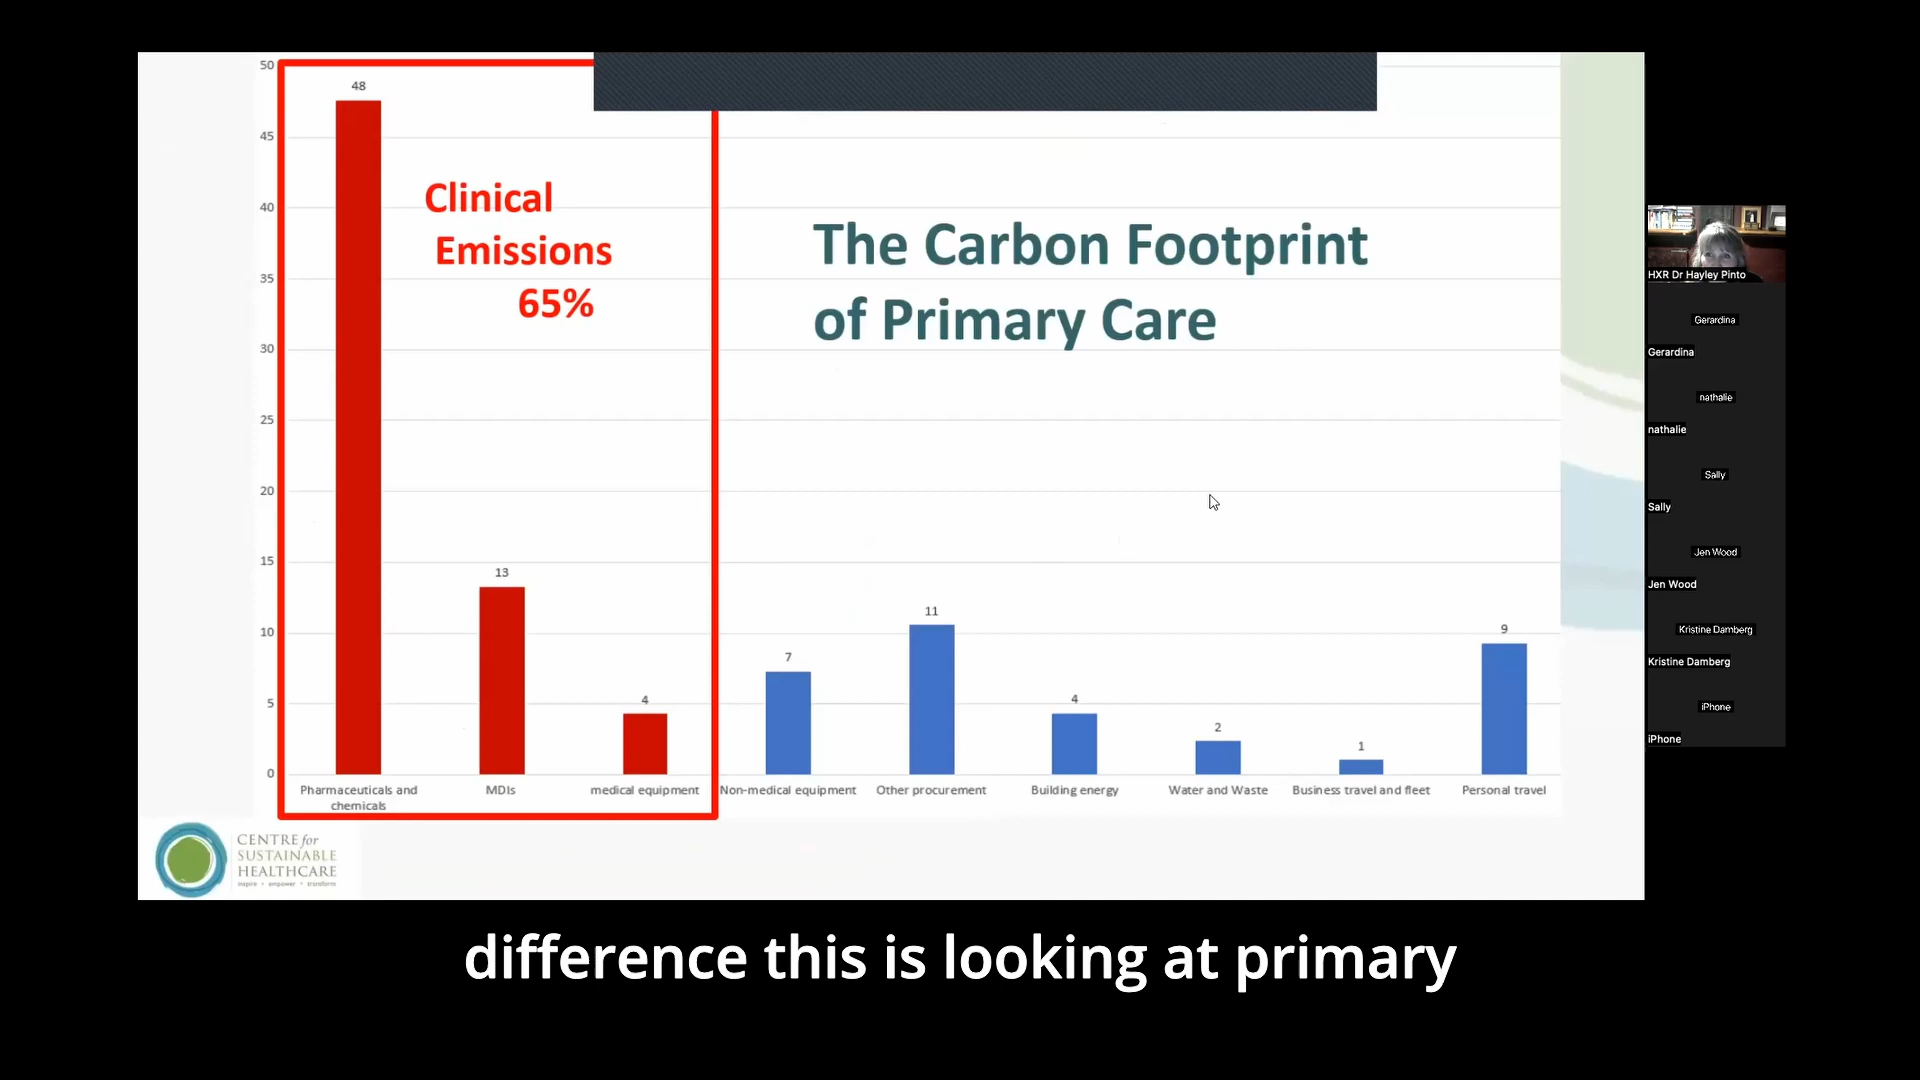 50
45
40
35
30
25
20
15
10
5
0
48
13
4
7
11
4
2
1
9
Clinical
Emissions
65%
The Carbon Footprint
of Primary Care
Pharmaceuticals and
chemicals
MDIs
medical equipment
Non-medical equipment
Other procurement
Building energy
Water and Waste
Business travel and fleet
Personal travel
CENTRE for
SUSTAINABLE
HEALTHCARE
inspire • empower • transform
HXR Dr Hayley Pinto
Gerardina
Gerardina
nathalie
nathalie
Sally
Sally
Jen Wood
Jen Wood
Kristine Damberg
Kristine Damberg
iPhone
iPhone
difference this is looking at primary